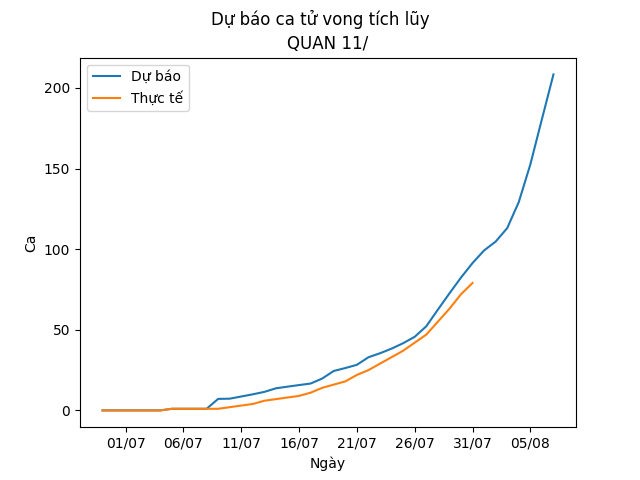 Dự báo ca tử vong tích lũy
QUAN 11/
Dự báo
Thực tế
Ca
200
150
100
50
0
01/07 06/07 11/07 16/07 21/07 26/07 31/07 05/08
Ngày